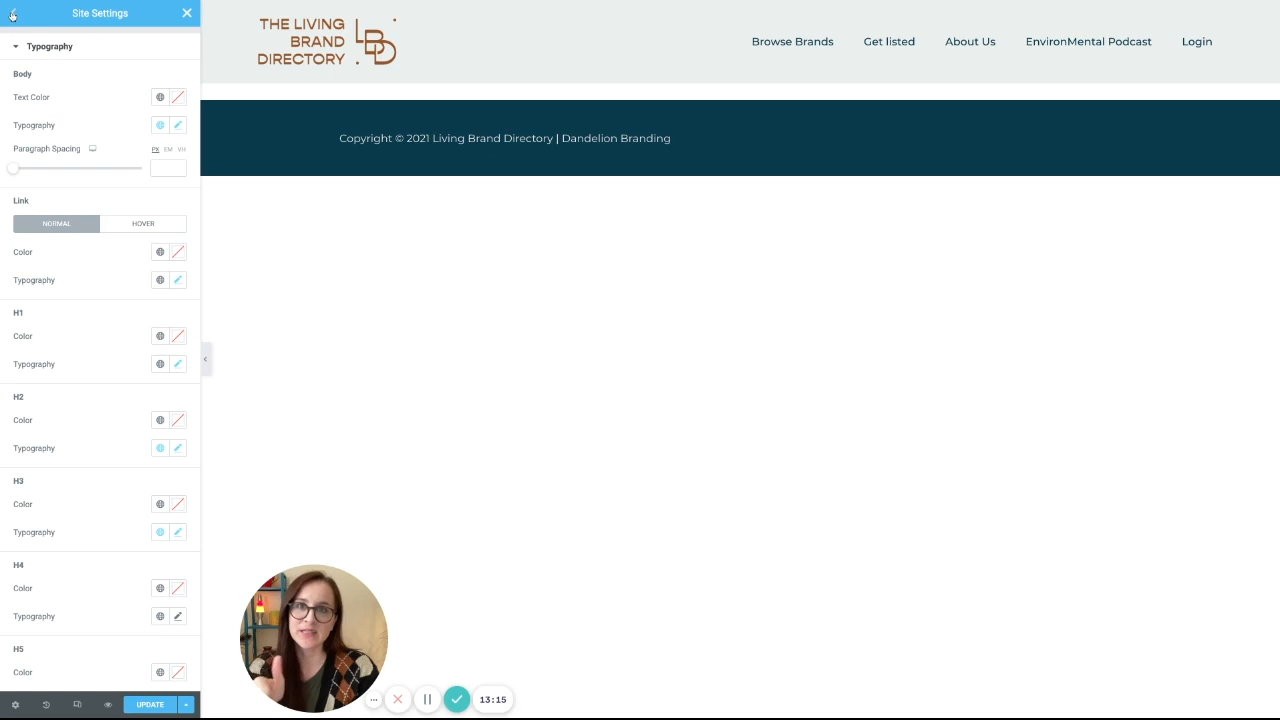 Site Settings
Typography
Body
Text Color
Typography
Paragraph Spacing
PX EM VH
Link
NORMAL HOVER
Color
Typography
H1
Color
Typography
H2
Color
Typography
H3
Color
Typography
H4
Color
Typography
H5
Color
UPDATE
THE LIVING
BRAND
DIRECTORY
LBD
Browse Brands Get listed About Us EnvironMental Podcast Login
Copyright © 2021 Living Brand Directory | Dandelion Branding
13:15